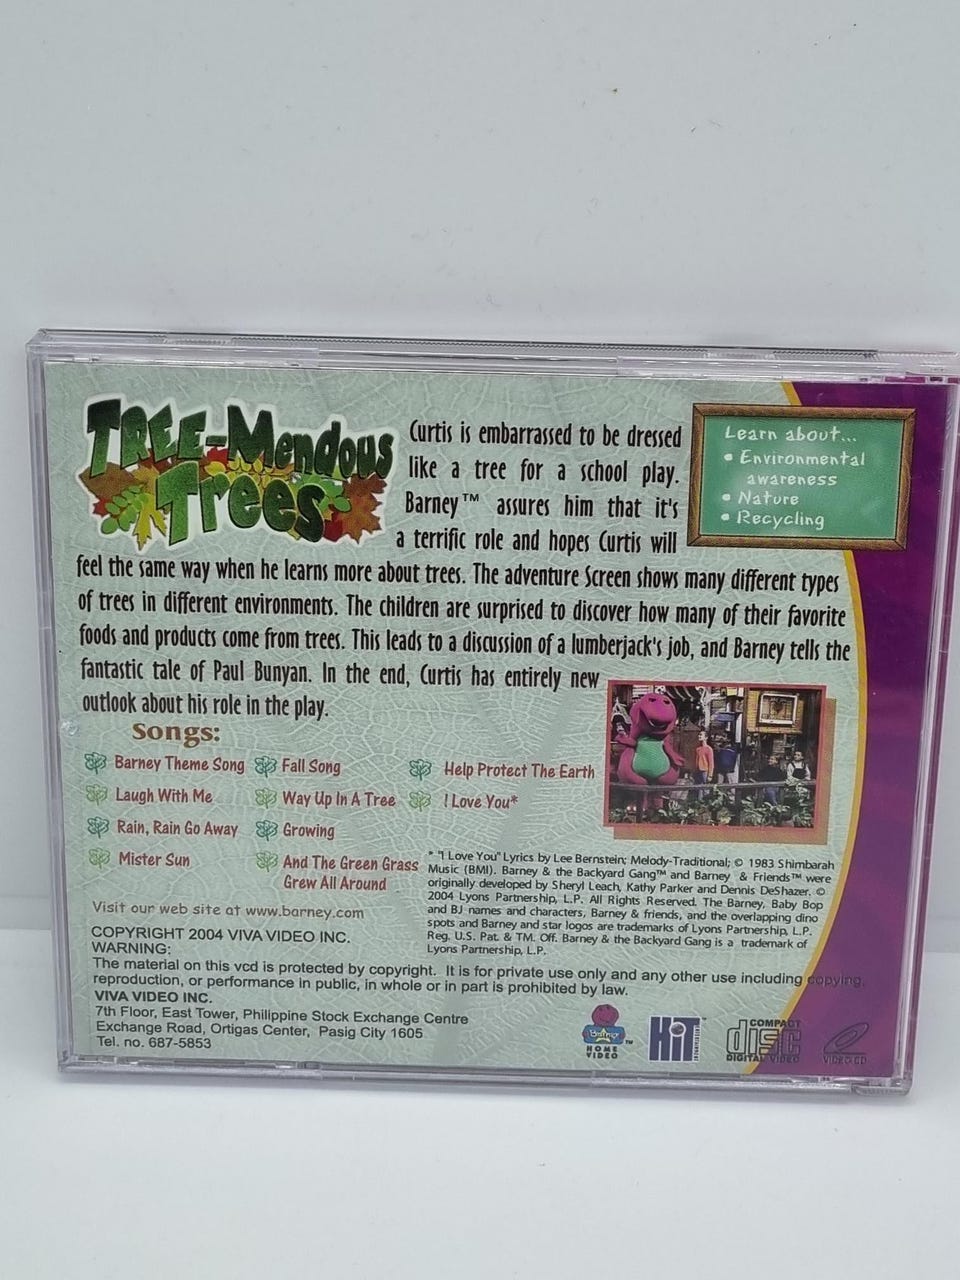 TREE-Mendous
Trees
Curtis is embarrassed to be dressed
like a tree for a school play.
Barney™ assures him that it's
a terrific role and hopes Curtis will
feel the same way when he learns more about trees. The adventure Screen shows many different types
of trees in different environments. The children are surprised to discover how many of their favorite
foods and products come from trees. This leads to a discussion of a lumberjack's job, and Barney tells the
fantastic tale of Paul Bunyan. In the end, Curtis has entirely new
outlook about his role in the play.
Learn about...
• Environmental
awareness
• Nature
• Recycling
Songs:
Barney Theme Song
Laugh With Me
Rain, Rain Go Away
Mister Sun
Fall Song
Way Up In A Tree
Growing
And The Green Grass
Grew All Around
Help Protect The Earth
I Love You*
* "I Love You" Lyrics by Lee Bernstein; Melody-Traditional; © 1983 Shimbarah
Music (BMI). Barney & the Backyard Gang™ and Barney & Friends™ were
originally developed by Sheryl Leach, Kathy Parker and Dennis DeShazer. ©
2004 Lyons Partnership, L.P. All Rights Reserved. The Barney, Baby Bop
and BJ names and characters, Barney & friends, and the overlapping dino
spots and Barney and star logos are trademarks of Lyons Partnership, L.P.
Reg. U.S. Pat. & TM. Off. Barney & the Backyard Gang is a trademark of
Lyons Partnership, L.P.
Visit our web site at www.barney.com
COPYRIGHT 2004 VIVA VIDEO INC.
WARNING:
The material on this vcd is protected by copyright. It is for private use only and any other use including copying,
reproduction, or performance in public, in whole or in part is prohibited by law.
VIVA VIDEO INC.
7th Floor, East Tower, Philippine Stock Exchange Centre
Exchange Road, Ortigas Center, Pasig City 1605
Tel. no. 687-5853
Barney ™
HOME
VIDEO
HiT
ENTERTAINMENT
COMPACT
disc
DIGITAL VIDEO
VIDEO CD